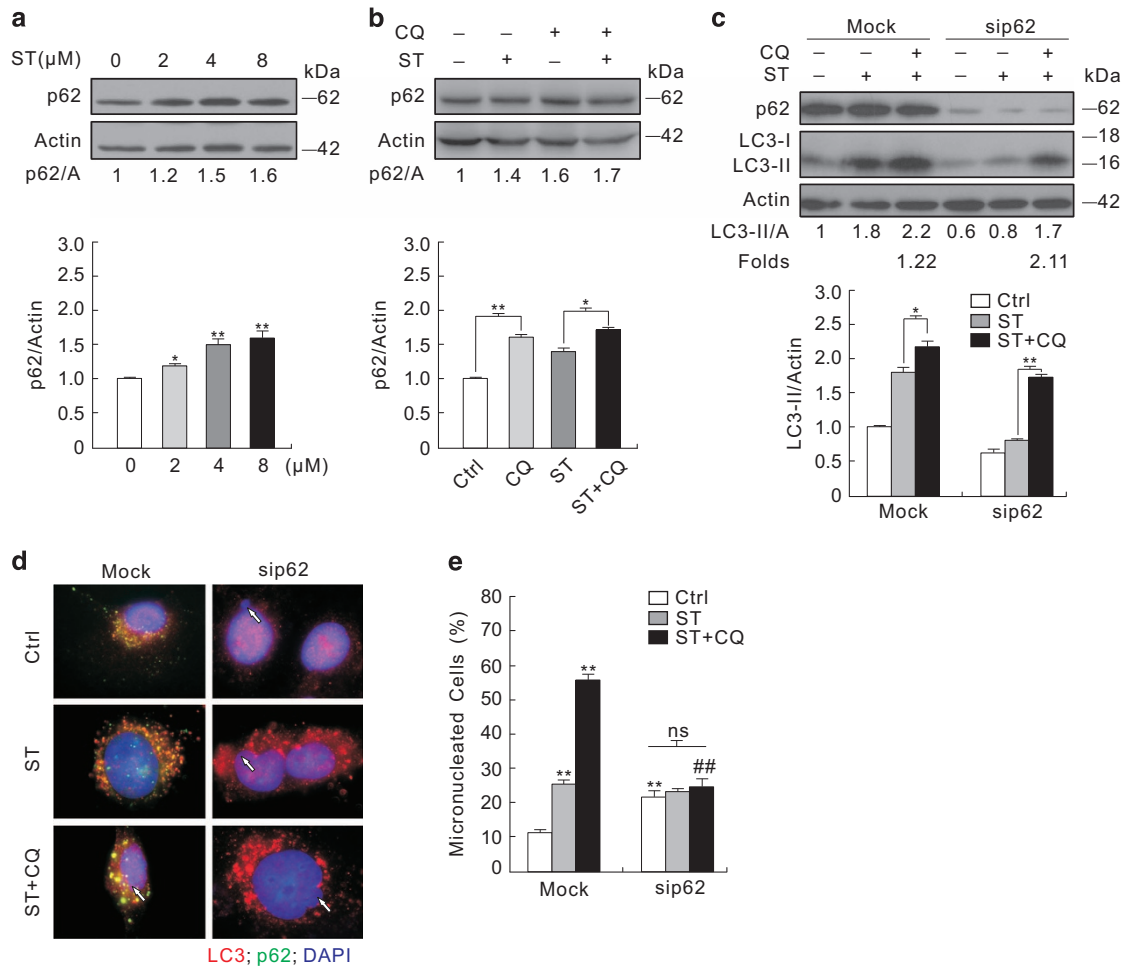 a
ST(μM) 0 2 4 8
kDa
p62 —62
Actin —42
p62/A 1 1.2 1.5 1.6
3.0
2.5
2.0
1.5
1.0
0.5
0
p62/Actin
*
**
**
0 2 4 8 (μM)
b
CQ – – + +
ST – + – +
kDa
p62 —62
Actin —42
p62/A 1 1.4 1.6 1.7
3.0
2.5
2.0
1.5
1.0
0.5
0
p62/Actin
**
*
Ctrl CQ ST ST+CQ
c
Mock sip62
CQ – – + – – +
ST – + + – + +
kDa
p62 —62
LC3-I —18
LC3-II —16
Actin —42
LC3-II/A 1 1.8 2.2 0.6 0.8 1.7
Folds 1.22 2.11
3.0
2.5
2.0
1.5
1.0
0.5
0
LC3-II/Actin
Ctrl
ST
ST+CQ
*
**
Mock sip62
d
Mock sip62
Ctrl
ST
ST+CQ
LC3; p62; DAPI
e
80
70
60
50
40
30
20
10
0
Micronucleated Cells (%)
Ctrl
ST
ST+CQ
**
**
ns
**
##
Mock sip62